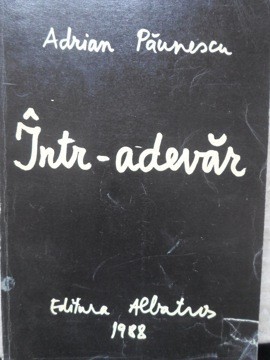 Adrian Păunescu
Într-adevăr
Editura Albatros
1988